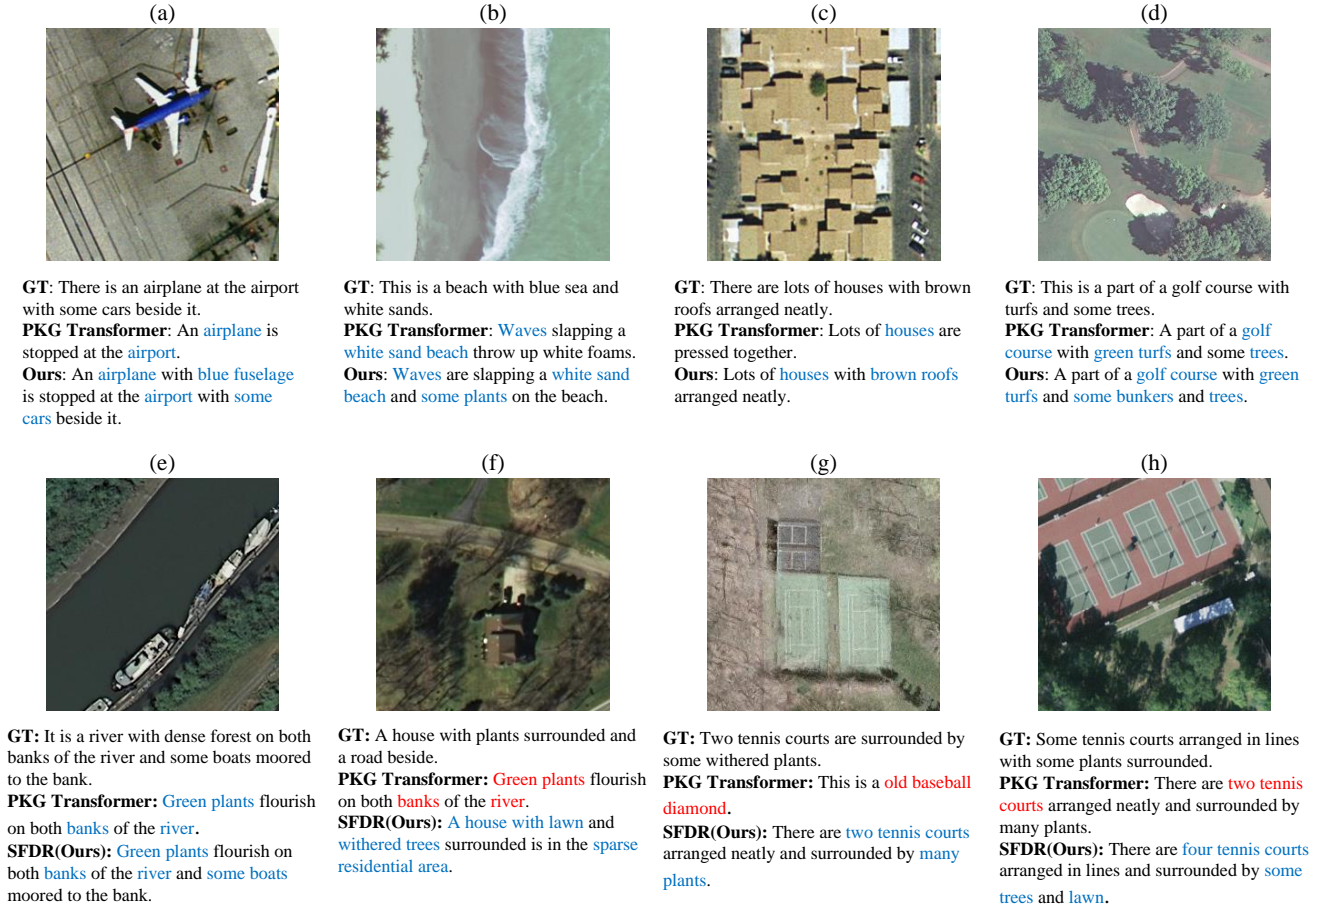 (a)
(b)
(c)
(d)
GT: There is an airplane at the airport
with some cars beside it.
PKG Transformer: An airplane is
stopped at the airport.
Ours: An airplane with blue fuselage
is stopped at the airport with some
cars beside it.
GT: This is a beach with blue sea and
white sands.
PKG Transformer: Waves slapping a
white sand beach throw up white foams.
Ours: Waves are slapping a white sand
beach and some plants on the beach.
GT: There are lots of houses with brown
roofs arranged neatly.
PKG Transformer: Lots of houses are
pressed together.
Ours: Lots of houses with brown roofs
arranged neatly.
GT: This is a part of a golf course with
turfs and some trees.
PKG Transformer: A part of a golf
course with green turfs and some trees.
Ours: A part of a golf course with green
turfs and some bunkers and trees.
(e)
(f)
(g)
(h)
GT: It is a river with dense forest on both
banks of the river and some boats moored
to the bank.
PKG Transformer: Green plants flourish
on both banks of the river.
SFDR(Ours): Green plants flourish on
both banks of the river and some boats
moored to the bank.
GT: A house with plants surrounded and
a road beside.
PKG Transformer: Green plants flourish
on both banks of the river.
SFDR(Ours): A house with lawn and
withered trees surrounded is in the sparse
residential area.
GT: Two tennis courts are surrounded by
some withered plants.
PKG Transformer: This is a old baseball
diamond.
SFDR(Ours): There are two tennis courts
arranged neatly and surrounded by many
plants.
GT: Some tennis courts arranged in lines
with some plants surrounded.
PKG Transformer: There are two tennis
courts arranged neatly and surrounded by
many plants.
SFDR(Ours): There are four tennis courts
arranged in lines and surrounded by some
trees and lawn.